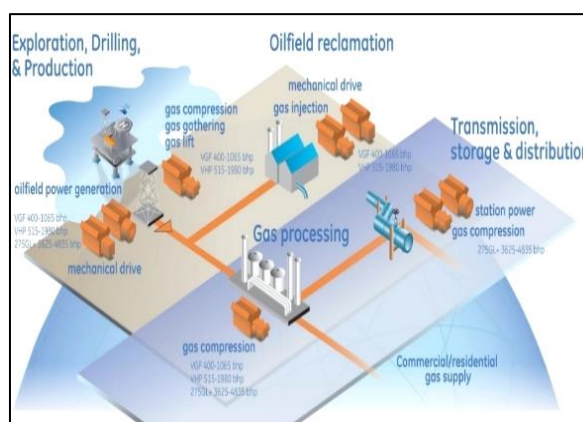 Exploration, Drilling,
& Production
gas compression
gas gathering
gas lift
VGF 400-1065 bhp
VHP 515-1980 bhp
oilfield power generation
VGF 400-1065 bhp
VHP 515-1980 bhp
275GL+ 3625-4835 bhp
mechanical drive
Oilfield reclamation
mechanical drive
gas injection
VGF 400-1065 bhp
VHP 515-1980 bhp
Transmission,
storage & distribution
station power
gas compression
275GL+ 3625-4835 bhp
Gas processing
gas compression
VGF 400-1065 bhp
VHP 515-1980 bhp
275GL+ 3625-4835 bhp
Commercial/residential
gas supply